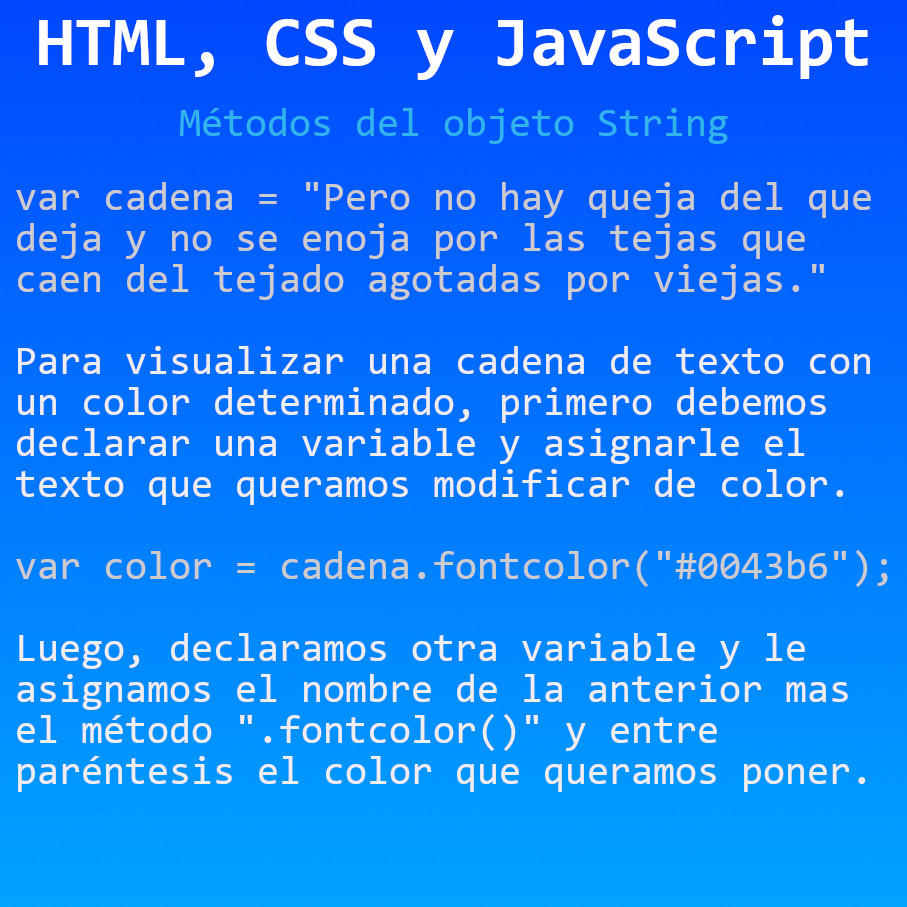 HTML, CSS y JavaScript
Métodos del objeto String
var cadena = "Pero no hay queja del que
deja y no se enoja por las tejas que
caen del tejado agotadas por viejas."
Para visualizar una cadena de texto con
un color determinado, primero debemos
declarar una variable y asignarle el
texto que queramos modificar de color.
var color = cadena.fontcolor("#0043b6");
Luego, declaramos otra variable y le
asignamos el nombre de la anterior mas
el método ".fontcolor()" y entre
paréntesis el color que queramos poner.